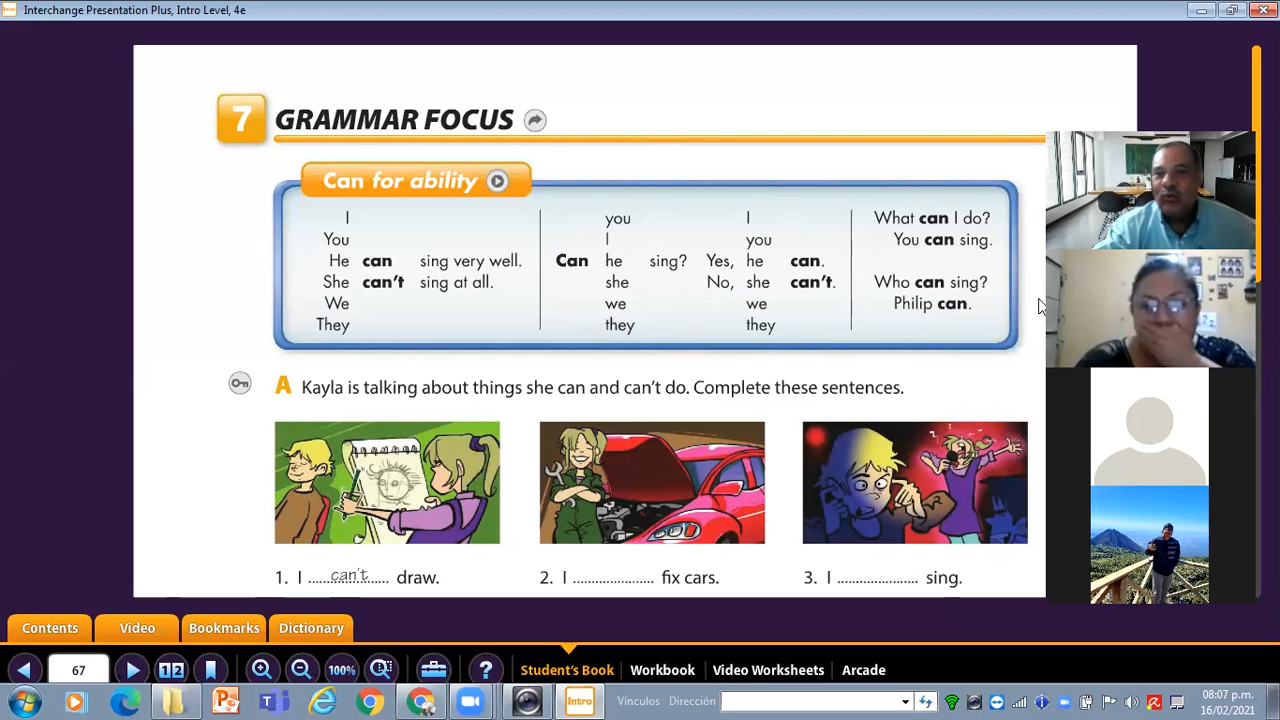 Interchange Presentation Plus, Intro Level, 4e
7 GRAMMAR FOCUS
Can for ability
I
You
He can sing very well.
She can't sing at all.
We
They
you
I
Can he sing?
she
we
they
I
you
Yes, he can.
No, she can't.
we
they
What can I do?
You can sing.
Who can sing?
Philip can.
A Kayla is talking about things she can and can't do. Complete these sentences.
1. I ......can't...... draw.
2. I ...................... fix cars.
3. I ..................... sing.
Contents Video Bookmarks Dictionary
67 12 100% ? Student's Book Workbook Video Worksheets Arcade
Intro Vínculos Dirección 08:07 p.m.
16/02/2021